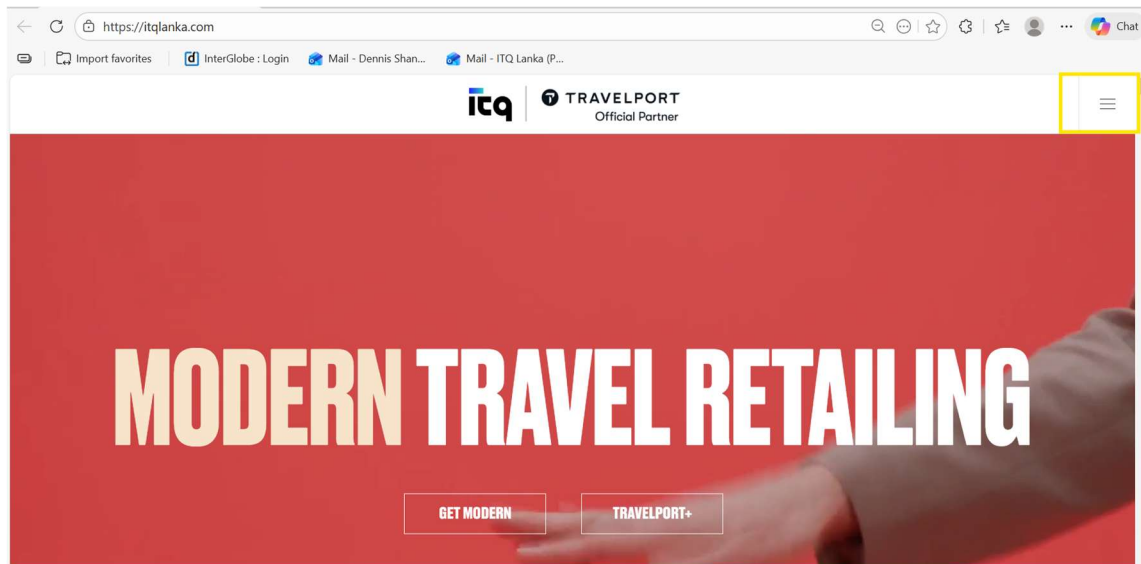 https://itqlanka.com
Chat
Import favorites
InterGlobe : Login
Mail - Dennis Shan...
Mail - ITQ Lanka (P...
itq
TRAVELPORT
Official Partner
MODERN TRAVEL RETAILING
GET MODERN
TRAVELPORT+